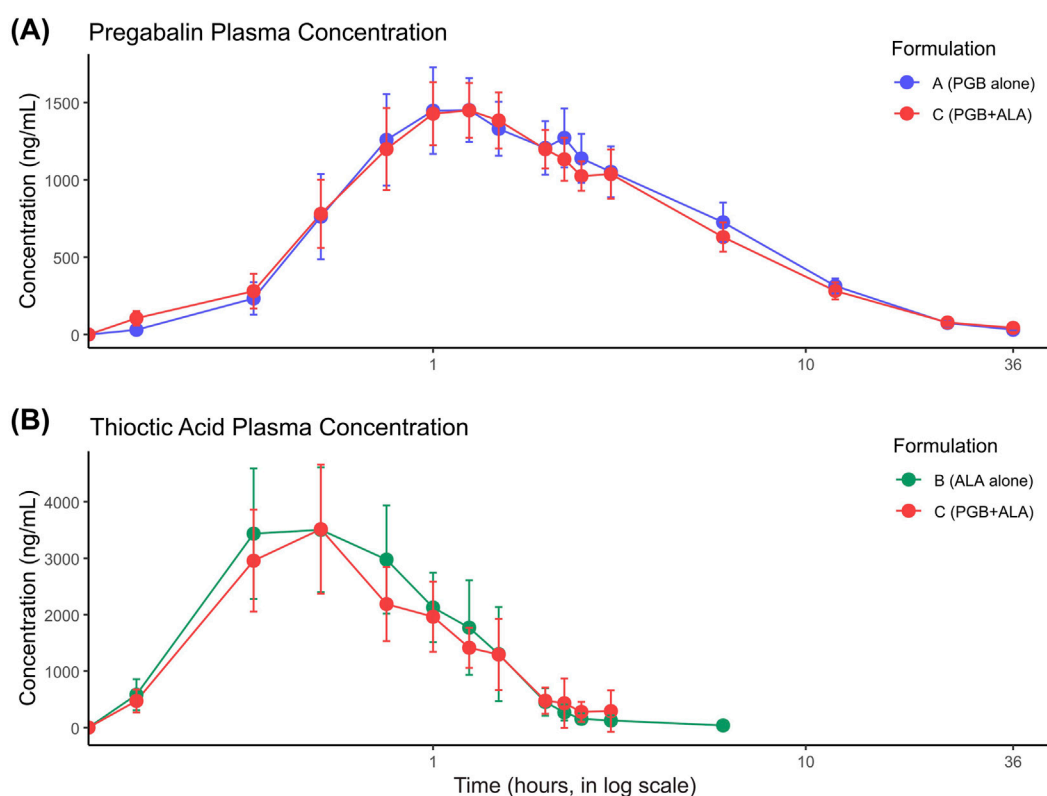 (A)
Pregabalin Plasma Concentration
Formulation
A (PGB alone)
C (PGB+ALA)
Concentration (ng/mL)
1500
1000
500
0
1
10
36
(B)
Thioctic Acid Plasma Concentration
Formulation
B (ALA alone)
C (PGB+ALA)
Concentration (ng/mL)
4000
3000
2000
1000
0
1
10
36
Time (hours, in log scale)